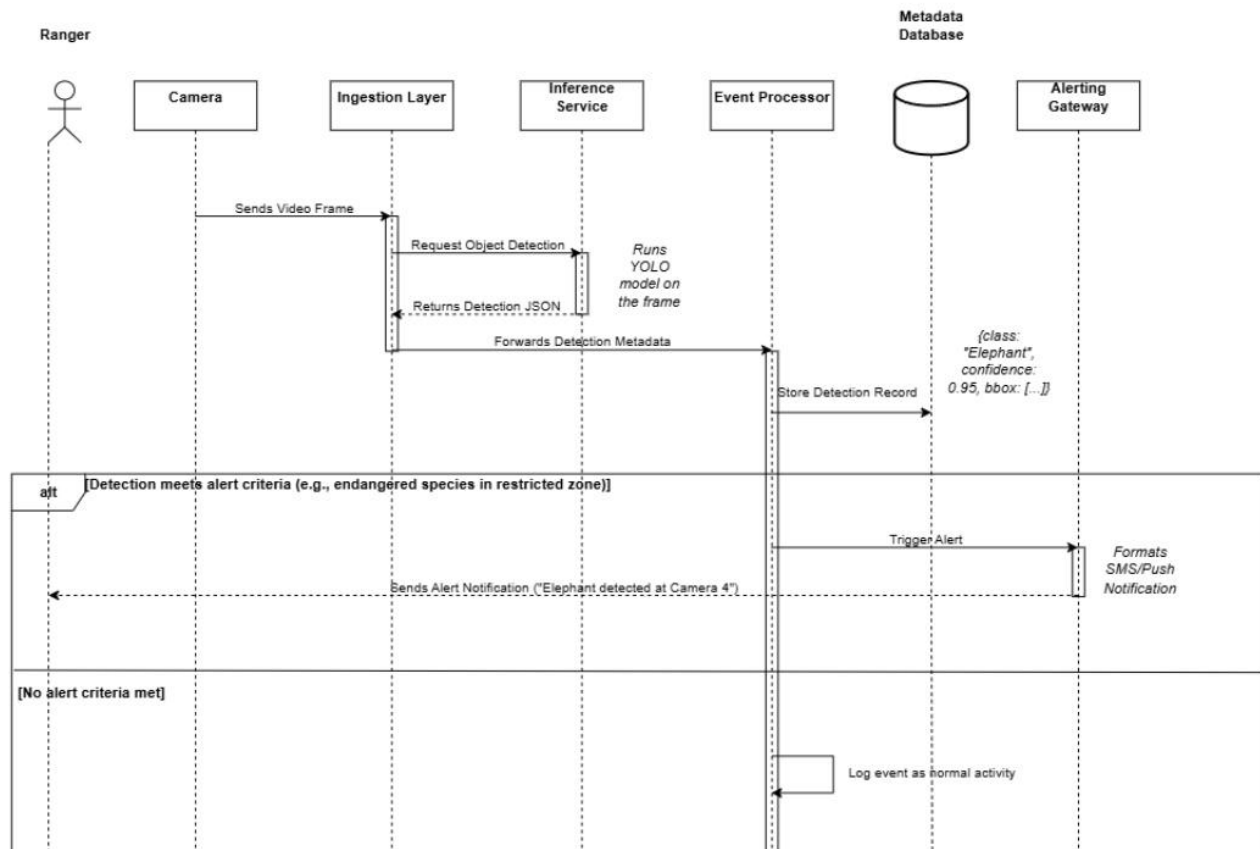 Metadata
Database
Ranger
Camera
Ingestion Layer
Inference
Service
Event Processor
Alerting
Gateway
Sends Video Frame
Request Object Detection
Runs
YOLO
model on
the frame
Returns Detection JSON
Forwards Detection Metadata
{class:
"Elephant",
confidence:
0.95, bbox: [...]}
Store Detection Record
alt
[Detection meets alert criteria (e.g., endangered species in restricted zone)]
Trigger Alert
Formats
SMS/Push
Notification
Sends Alert Notification ("Elephant detected at Camera 4")
[No alert criteria met]
Log event as normal activity